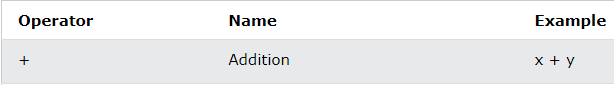 Operator Name Example
+ Addition x + y